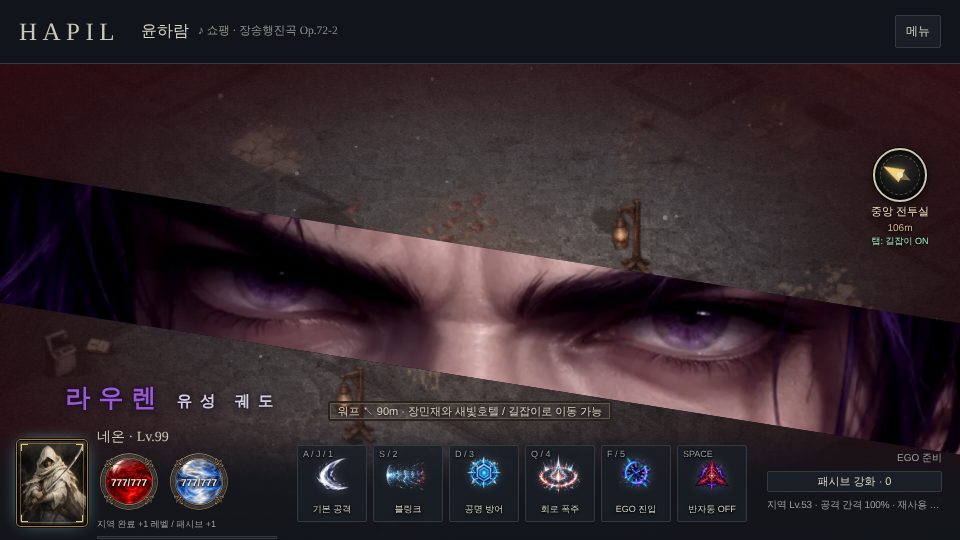 HAPIL 윤하람 ♪ 쇼팽 · 장송행진곡 Op.72-2
메뉴
중앙 전투실
106m
탭: 길잡이 ON
라우렌 유성 궤도
워프 ↖ 90m · 장민재와 새빛호텔 / 길잡이로 이동 가능
네온 · Lv.99
777/777 777/777
지역 완료 +1 레벨 / 패시브 +1
A / J / 1
기본 공격
S / 2
블링크
D / 3
공명 방어
Q / 4
회로 폭주
F / 5
EGO 진입
SPACE
반자동 OFF
EGO 준비
패시브 강화 · 0
지역 Lv.53 · 공격 간격 100% · 재사용 ...